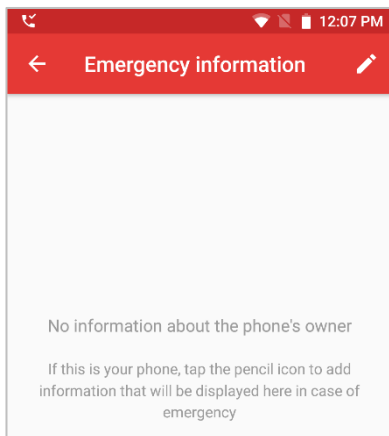 12:07 PM
Emergency information
No information about the phone's owner
If this is your phone, tap the pencil icon to add
information that will be displayed here in case of
emergency